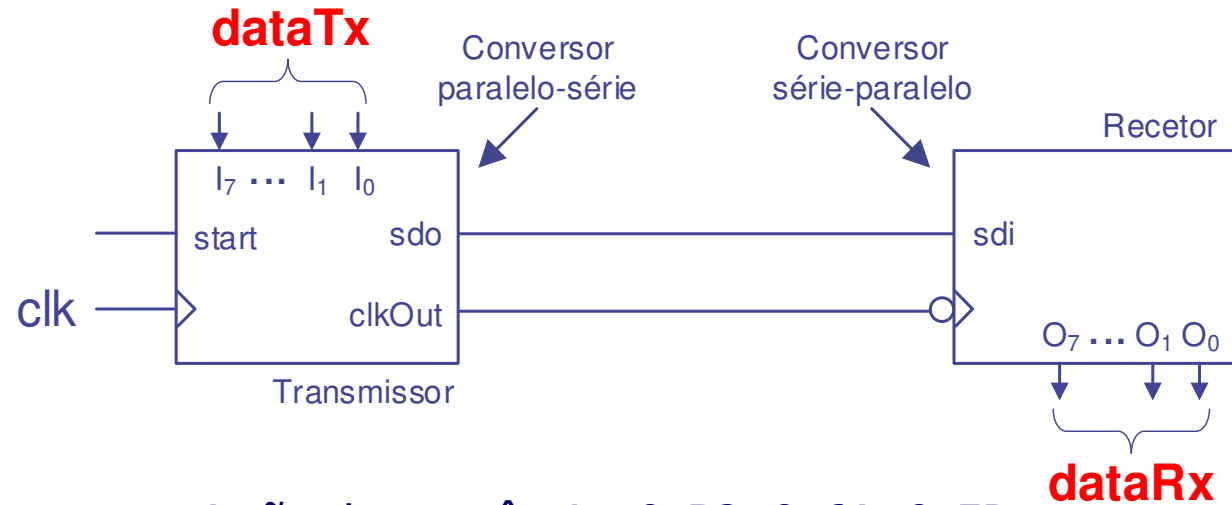 dataTx
Conversor
paralelo-série
Conversor
série-paralelo
Recetor
I₇ ... I₁ I₀
start
sdo
sdi
clk
clkOut
O₇ ... O₁ O₀
Transmissor
dataRx